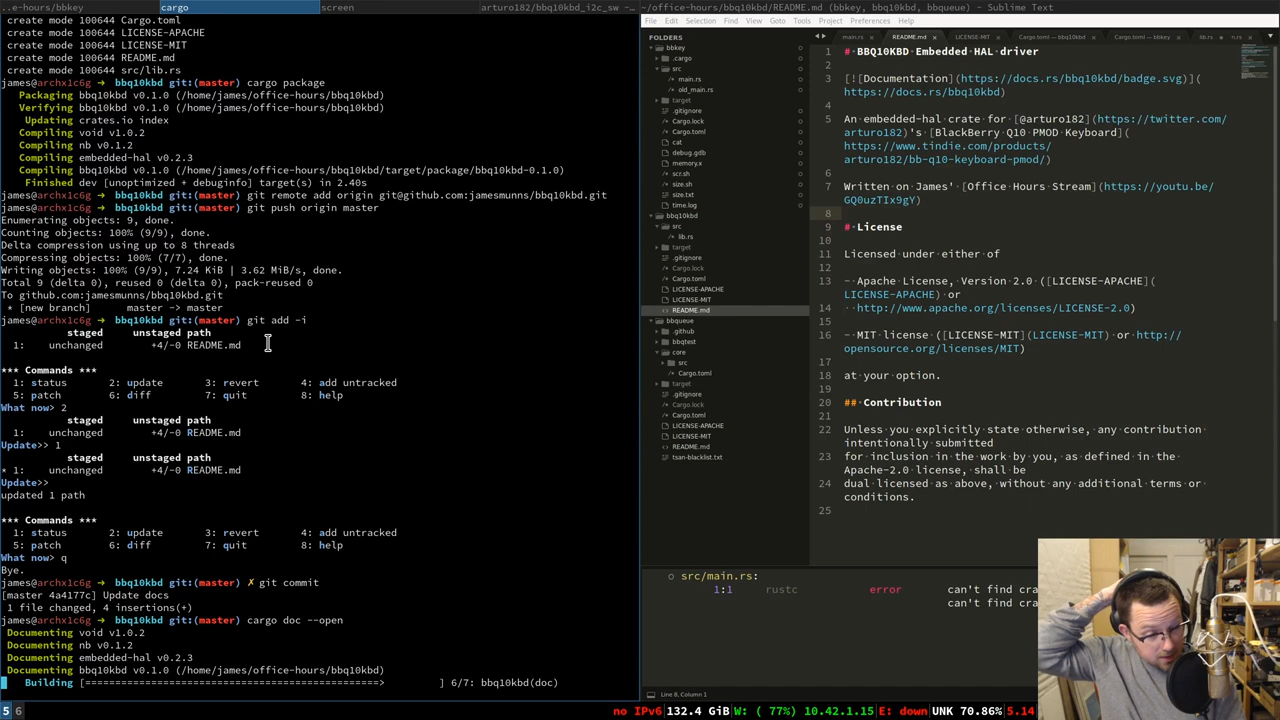 ..e-hours/bbkey
cargo
screen
arturo182/bbq10kbd_i2c_sw -…
~/office-hours/bbq10kbd/README.md (bbkey, bbq10kbd, bbqueue) - Sublime Text
create mode 100644 Cargo.toml
create mode 100644 LICENSE-APACHE
create mode 100644 LICENSE-MIT
create mode 100644 README.md
create mode 100644 src/lib.rs
james@archx1c6g ➜  bbq10kbd git:(master) cargo package
Packaging bbq10kbd v0.1.0 (/home/james/office-hours/bbq10kbd)
Verifying bbq10kbd v0.1.0 (/home/james/office-hours/bbq10kbd)
Updating crates.io index
Compiling void v1.0.2
Compiling nb v0.1.2
Compiling embedded-hal v0.2.3
Compiling bbq10kbd v0.1.0 (/home/james/office-hours/bbq10kbd/target/package/bbq10kbd-0.1.0)
Finished dev [unoptimized + debuginfo] target(s) in 2.40s
james@archx1c6g ➜  bbq10kbd git:(master) git remote add origin git@github.com:jamesmunns/bbq10kbd.git
james@archx1c6g ➜  bbq10kbd git:(master) git push origin master
Enumerating objects: 9, done.
Counting objects: 100% (9/9), done.
Delta compression using up to 8 threads
Compressing objects: 100% (7/7), done.
Writing objects: 100% (9/9), 7.24 KiB | 3.62 MiB/s, done.
Total 9 (delta 0), reused 0 (delta 0), pack-reused 0
To github.com:jamesmunns/bbq10kbd.git
* [new branch]      master -> master
james@archx1c6g ➜  bbq10kbd git:(master) git add -i
staged     unstaged path
1:    unchanged        +4/-0 README.md
*** Commands ***
1: status       2: update       3: revert       4: add untracked
5: patch        6: diff         7: quit         8: help
What now> 2
staged     unstaged path
1:    unchanged        +4/-0 README.md
Update>> 1
staged     unstaged path
* 1:    unchanged        +4/-0 README.md
Update>>
updated 1 path
*** Commands ***
1: status       2: update       3: revert       4: add untracked
5: patch        6: diff         7: quit         8: help
What now> q
Bye.
james@archx1c6g ➜  bbq10kbd git:(master) ✗ git commit
[master 4a4177c] Update docs
1 file changed, 4 insertions(+)
james@archx1c6g ➜  bbq10kbd git:(master) cargo doc --open
Documenting void v1.0.2
Documenting nb v0.1.2
Documenting embedded-hal v0.2.3
Documenting bbq10kbd v0.1.0 (/home/james/office-hours/bbq10kbd)
Building [=====================================================>          ] 6/7: bbq10kbd(doc)
File Edit Selection Find View Goto Tools Project Preferences Help
FOLDERS
bbkey
.cargo
src
main.rs
old_main.rs
target
.gitignore
Cargo.lock
Cargo.toml
cat
debug.gdb
memory.x
scr.sh
size.sh
size.txt
time.log
bbq10kbd
src
lib.rs
target
.gitignore
Cargo.lock
Cargo.toml
LICENSE-APACHE
LICENSE-MIT
README.md
bbqueue
.github
bbqtest
core
src
Cargo.toml
target
.gitignore
Cargo.lock
Cargo.toml
LICENSE-APACHE
LICENSE-MIT
README.md
tsan-blacklist.txt
main.rs
README.md
LICENSE-MIT
Cargo.toml — bbq10kbd
Cargo.toml — bbkey
lib.rs
1 # BBQ10KBD Embedded HAL driver
2
3 [![Documentation](https://docs.rs/bbq10kbd/badge.svg)](
https://docs.rs/bbq10kbd)
4
5 An embedded-hal crate for [@arturo182](https://twitter.com/
arturo182)'s [BlackBerry Q10 PMOD Keyboard](
https://www.tindie.com/products/
arturo182/bb-q10-keyboard-pmod/)
6
7 Written on James' [Office Hours Stream](https://youtu.be/
GQ0uzTIx9gY)
8
9 # License
10
11 Licensed under either of
12
13 - Apache License, Version 2.0 ([LICENSE-APACHE](
LICENSE-APACHE) or
14 http://www.apache.org/licenses/LICENSE-2.0)
15
16 - MIT license ([LICENSE-MIT](LICENSE-MIT) or http://
opensource.org/licenses/MIT)
17
18 at your option.
19
20 ## Contribution
21
22 Unless you explicitly state otherwise, any contribution
intentionally submitted
23 for inclusion in the work by you, as defined in the
Apache-2.0 license, shall be
24 dual licensed as above, without any additional terms or
conditions.
25
src/main.rs:
1:1     rustc     error     can't find cra
can't find cra
Line 8, Column 1
5 6
no IPv6 132.4 GiB W: ( 77%) 10.42.1.15 E: down UNK 70.86% 5.14